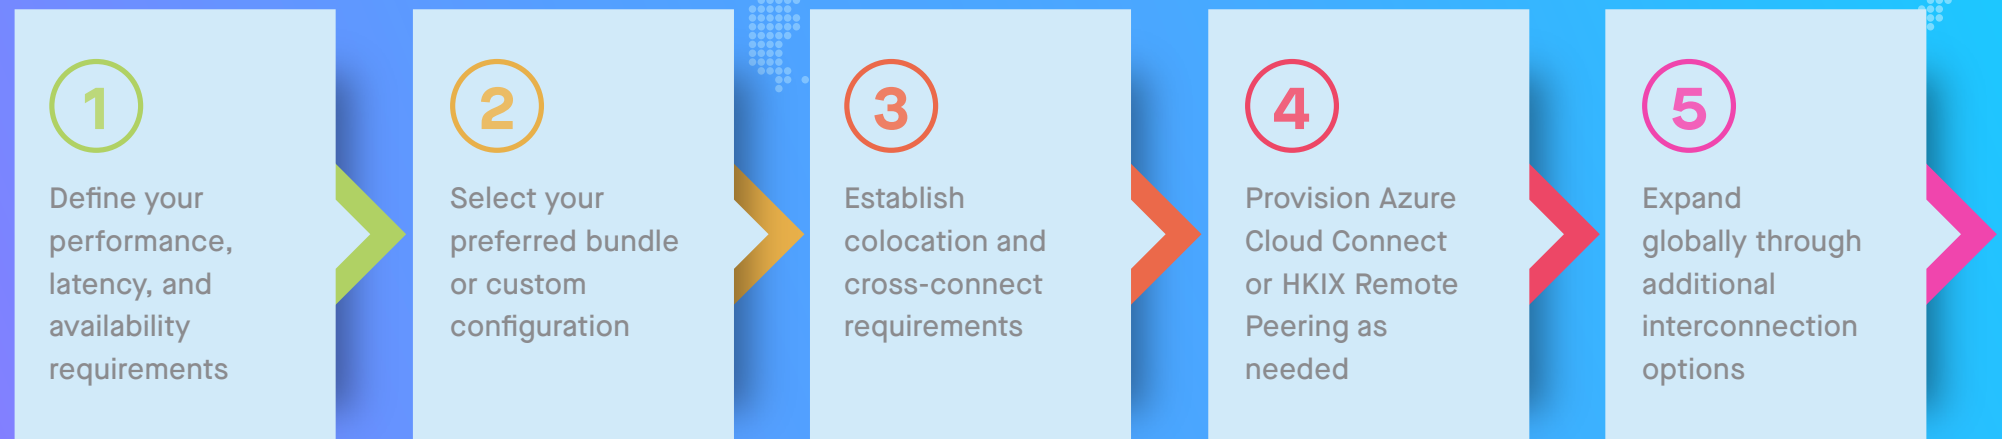 1
Define your
performance,
latency, and
availability
requirements
2
Select your
preferred bundle
or custom
configuration
3
Establish
colocation and
cross-connect
requirements
4
Provision Azure
Cloud Connect
or HKIX Remote
Peering as
needed
5
Expand
globally through
additional
interconnection
options